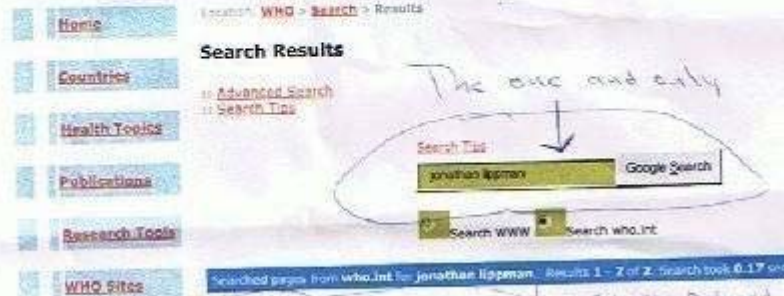 Location: WHO > Search > Results
Home
Search Results
Countries
:: Advanced Search
:: Search Tips
The one and only
Health Topics
Search Tips
jonathan lippman Google Search
Publications
Search WWW Search who.int
Research Tools
Searched pages from who.int for jonathan lippman. Results 1 - 2 of 2. Search took 0.17
WHO Sites